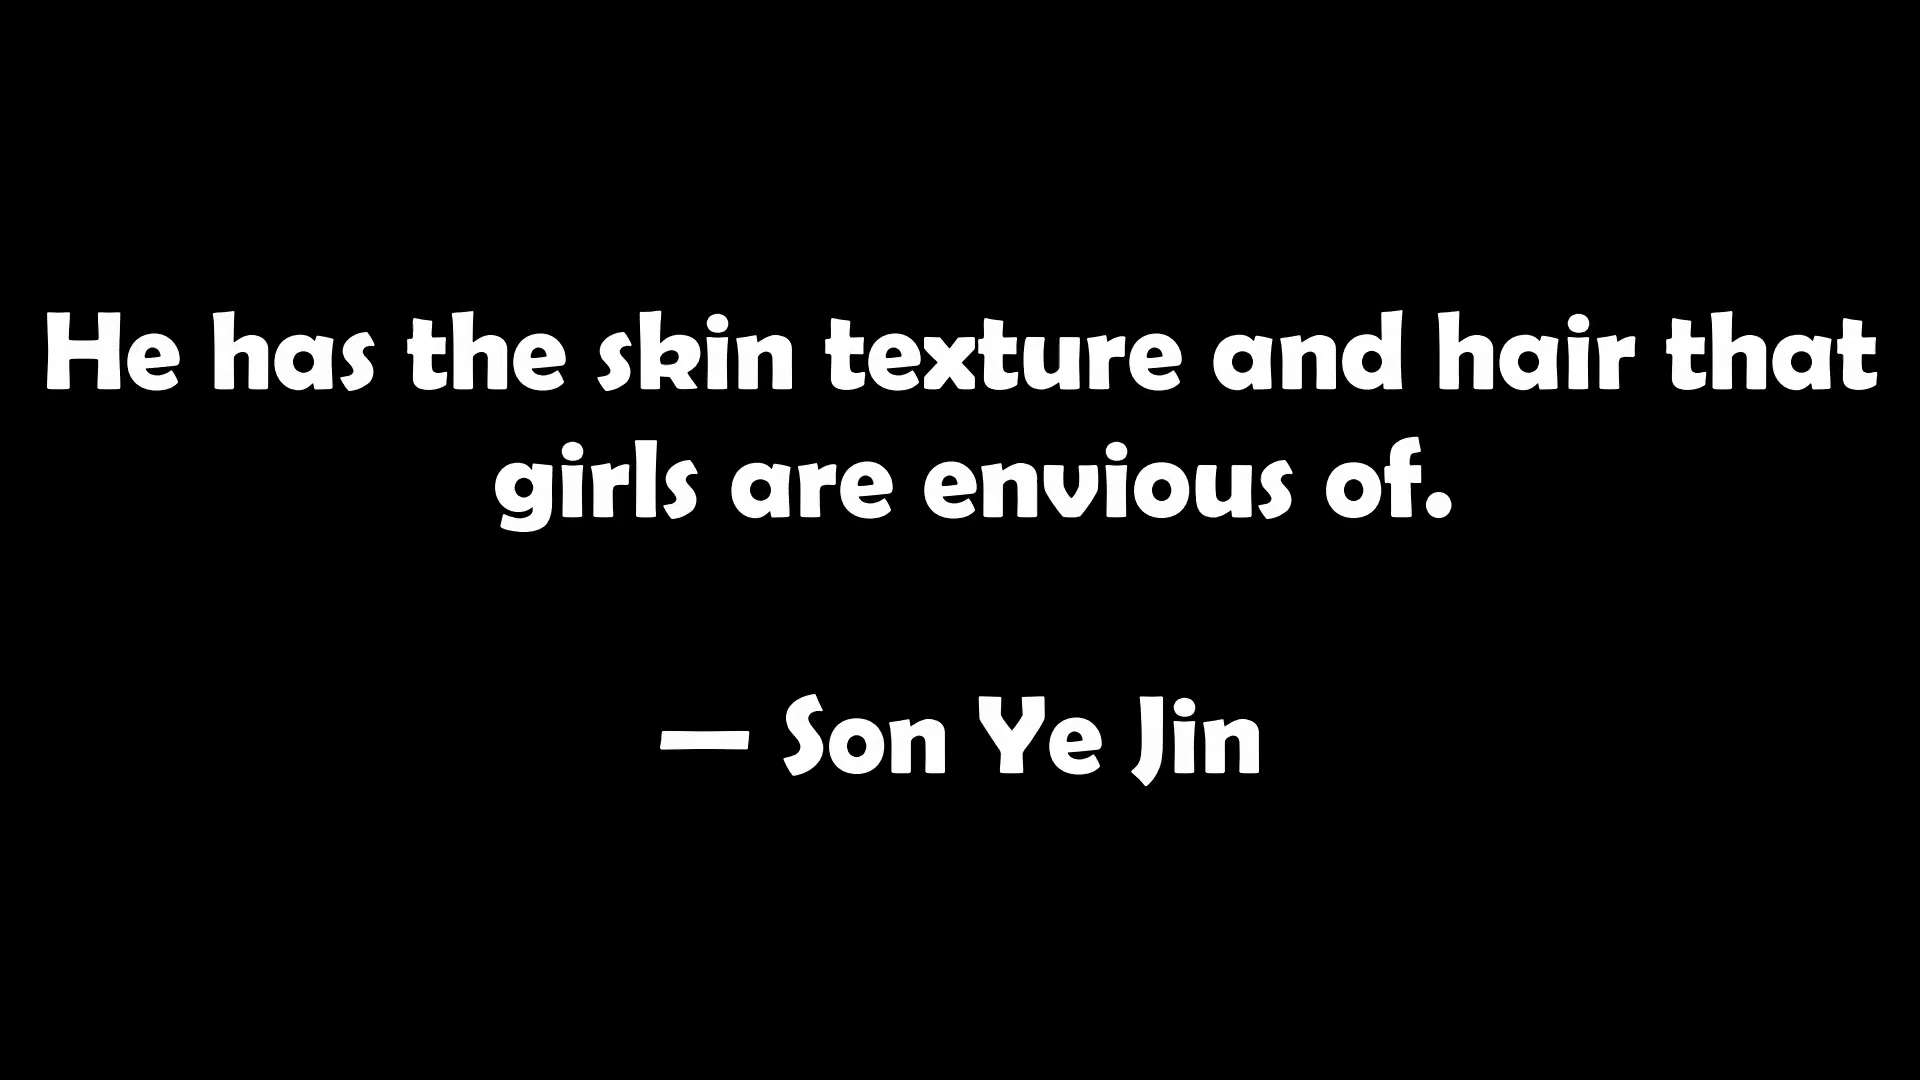 He has the skin texture and hair that
girls are envious of.
— Son Ye Jin